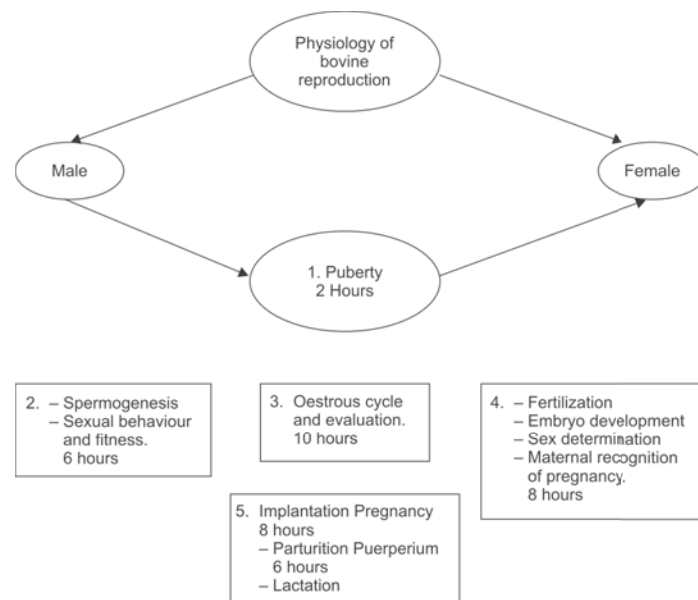 Physiology of
bovine
reproduction
Male
Female
1. Puberty
2 Hours
2. – Spermogenesis
– Sexual behaviour
and fitness.
6 hours
3. Oestrous cycle
and evaluation.
10 hours
4. – Fertilization
– Embryo development
– Sex determination
– Maternal recognition
of pregnancy.
8 hours
5. Implantation Pregnancy
8 hours
– Parturition Puerperium
6 hours
– Lactation